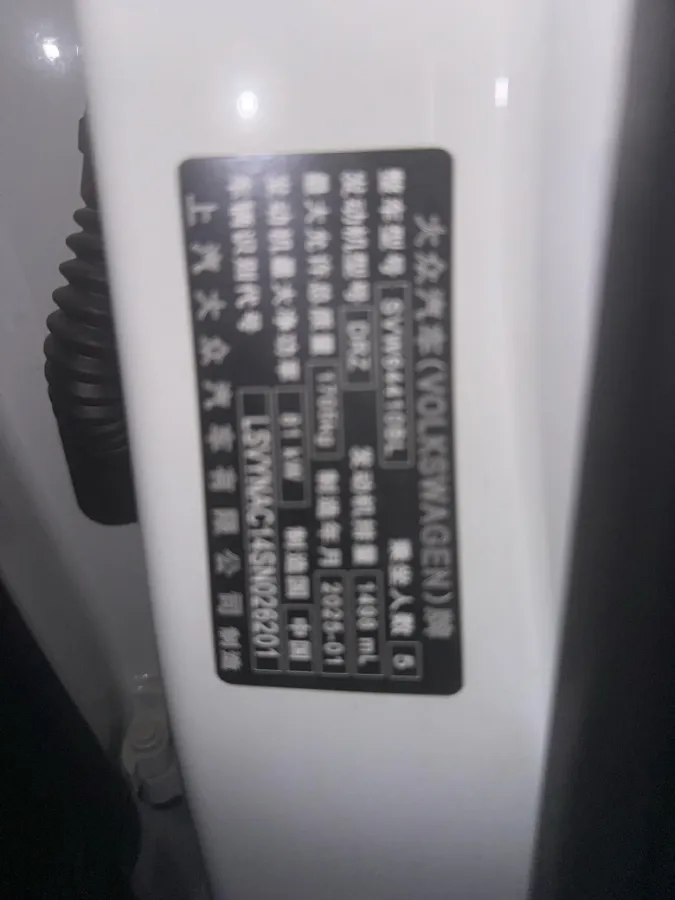 大众汽车(VOLKSWAGEN)牌
整车型号 乘坐人数 5
发动机型号 发动机排量 1498 mL
最大允许总质量 制造年月 2025-01
发动机最大净功率 81 kW 制造国 中国
车辆识别代号
上汽大众汽车有限公司 制造